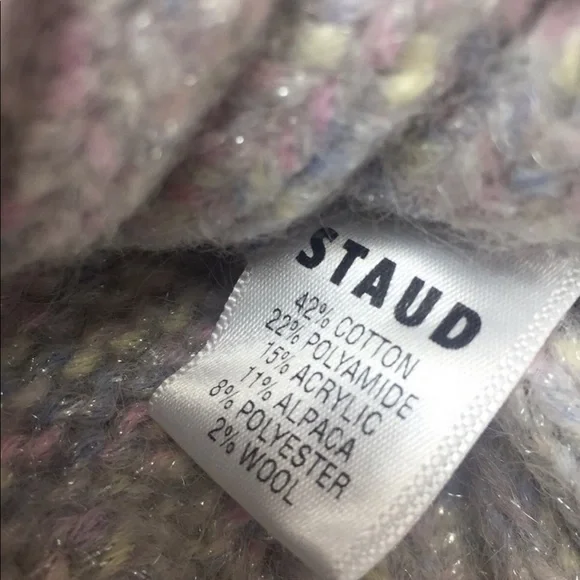 STAUD
42% COTTON
22% POLYAMIDE
15% ACRYLIC
11% ALPACA
8% POLYESTER
2% WOOL